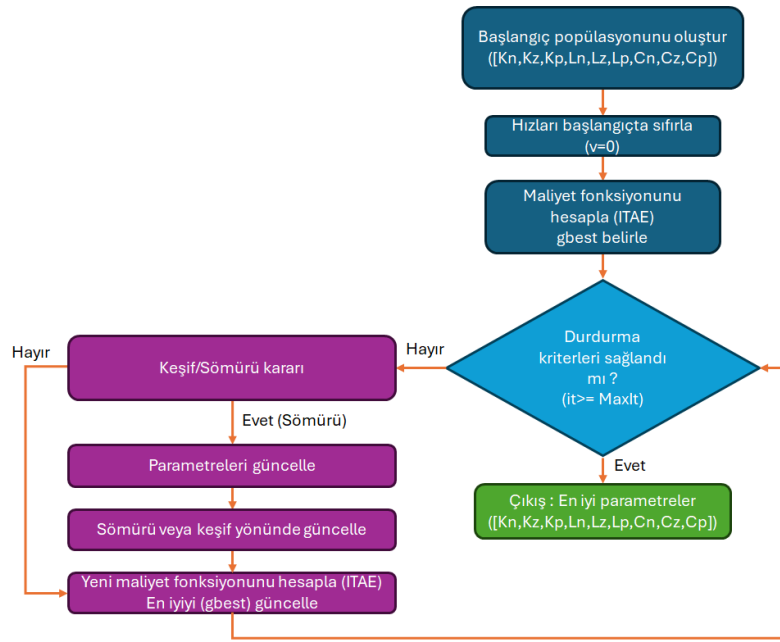 Başlangıç popülasyonunu oluştur
([Kn,Kz,Kp,Ln,Lz,Lp,Cn,Cz,Cp])
Hızları başlangıçta sıfırla
(v=0)
Maliyet fonksiyonunu
hesapla (ITAE)
gbest belirle
Durdurma
kriterleri sağlandı
mı ?
(it>= MaxIt)
Hayır
Evet
Çıkış : En iyi parametreler
([Kn,Kz,Kp,Ln,Lz,Lp,Cn,Cz,Cp])
Keşif/Sömürü kararı
Hayır
Evet (Sömürü)
Parametreleri güncelle
Sömürü veya keşif yönünde güncelle
Yeni maliyet fonksiyonunu hesapla (ITAE)
En iyiyi (gbest) güncelle